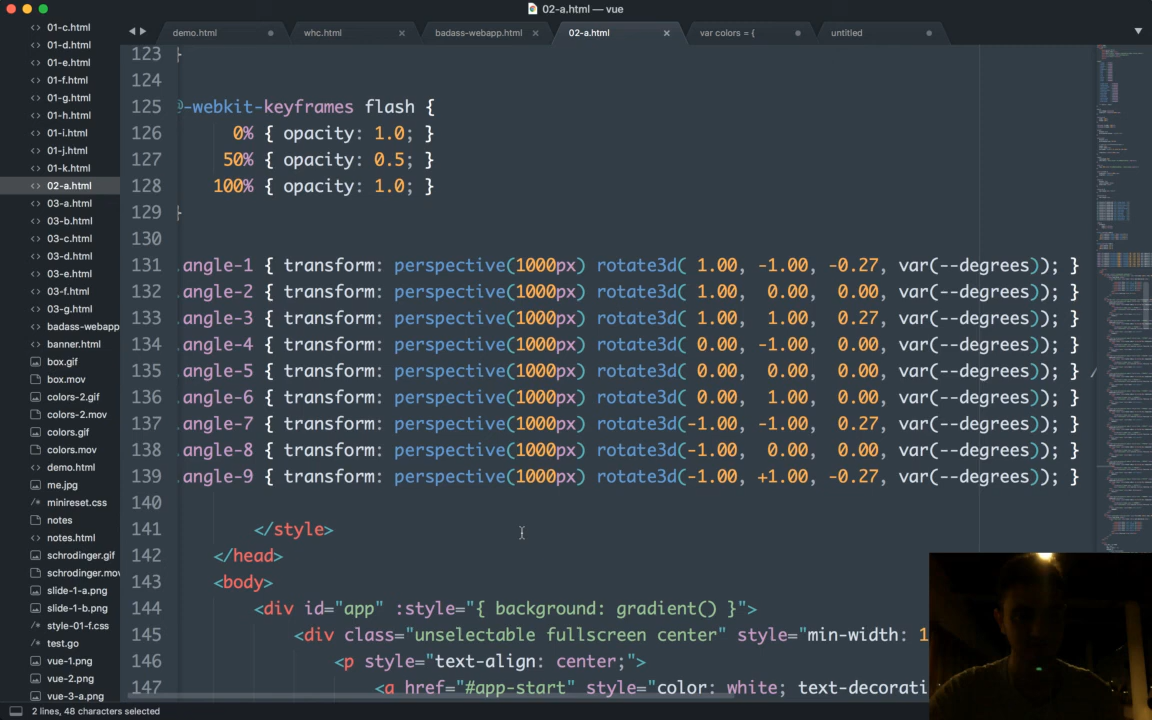 02-a.html — vue
demo.html
whc.html
badass-webapp.html
02-a.html
var colors = {
untitled
01-c.html
01-d.html
01-e.html
01-f.html
01-g.html
01-h.html
01-i.html
01-j.html
01-k.html
02-a.html
03-a.html
03-b.html
03-c.html
03-d.html
03-e.html
03-f.html
03-g.html
badass-webapp
banner.html
box.gif
box.mov
colors-2.gif
colors-2.mov
colors.gif
colors.mov
demo.html
me.jpg
minireset.css
notes
notes.html
schrodinger.gif
schrodinger.mov
slide-1-a.png
slide-1-b.png
style-01-f.css
test.go
vue-1.png
vue-2.png
vue-3-a.png
123 }
124
125 @-webkit-keyframes flash {
126 0% { opacity: 1.0; }
127 50% { opacity: 0.5; }
128 100% { opacity: 1.0; }
129 }
130
131 .angle-1 { transform: perspective(1000px) rotate3d( 1.00, -1.00, -0.27, var(--degrees)); }
132 .angle-2 { transform: perspective(1000px) rotate3d( 1.00, 0.00, 0.00, var(--degrees)); }
133 .angle-3 { transform: perspective(1000px) rotate3d( 1.00, 1.00, 0.27, var(--degrees)); }
134 .angle-4 { transform: perspective(1000px) rotate3d( 0.00, -1.00, 0.00, var(--degrees)); }
135 .angle-5 { transform: perspective(1000px) rotate3d( 0.00, 0.00, 0.00, var(--degrees)); } /
136 .angle-6 { transform: perspective(1000px) rotate3d( 0.00, 1.00, 0.00, var(--degrees)); }
137 .angle-7 { transform: perspective(1000px) rotate3d(-1.00, -1.00, 0.27, var(--degrees)); }
138 .angle-8 { transform: perspective(1000px) rotate3d(-1.00, 0.00, 0.00, var(--degrees)); }
139 .angle-9 { transform: perspective(1000px) rotate3d(-1.00, +1.00, -0.27, var(--degrees)); }
140
141 </style>
142 </head>
143 <body>
144 <div id="app" :style="{ background: gradient() }">
145 <div class="unselectable fullscreen center" style="min-width: 1
146 <p style="text-align: center;">
147 <a href="#app-start" style="color: white; text-decorati
2 lines, 48 characters selected